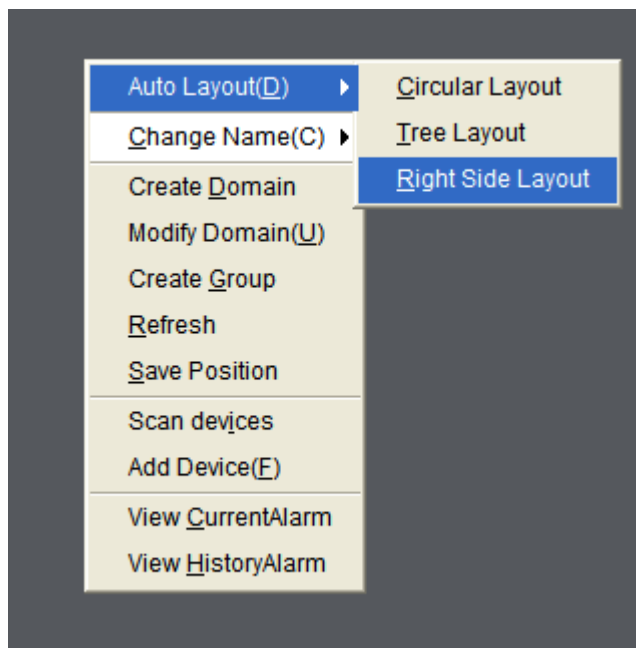 Auto Layout(D)
Change Name(C)
Create Domain
Modify Domain(U)
Create Group
Refresh
Save Position
Scan devices
Add Device(F)
View CurrentAlarm
View HistoryAlarm
Circular Layout
Tree Layout
Right Side Layout